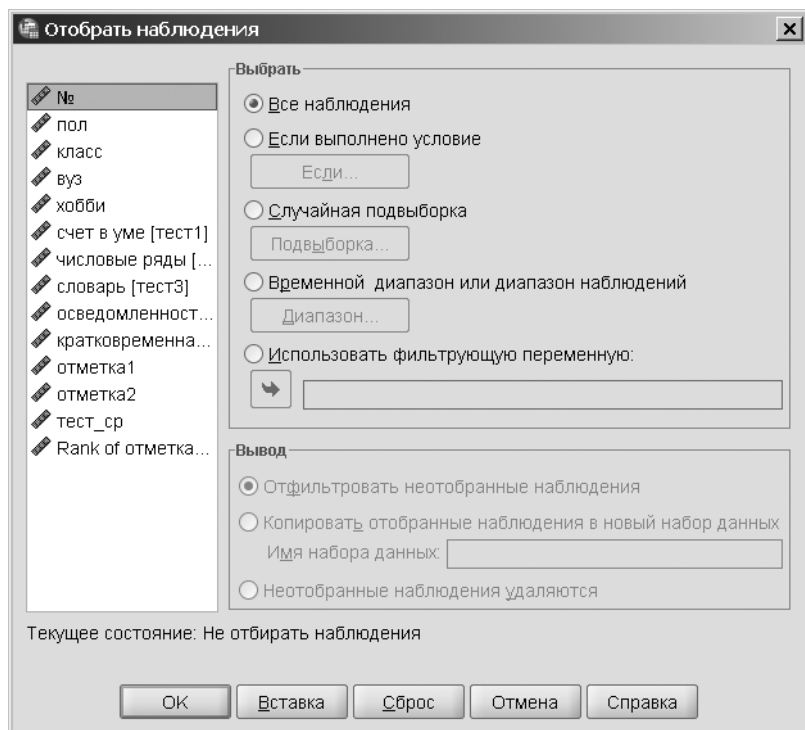 Отобрать наблюдения
№
пол
класс
вуз
хобби
счет в уме [тест1]
числовые ряды [...
словарь [тест3]
осведомленност...
кратковременна...
отметка1
отметка2
тест_ср
Rank of отметка...
Выбрать
Все наблюдения
Если выполнено условие
Если...
Случайная подвыборка
Подвыборка...
Временной диапазон или диапазон наблюдений
Диапазон...
Использовать фильтрующую переменную:
Вывод
Отфильтровать неотобранные наблюдения
Копировать отобранные наблюдения в новый набор данных
Имя набора данных:
Неотобранные наблюдения удаляются
Текущее состояние: Не отбирать наблюдения
ОК Вставка Сброс Отмена Справка